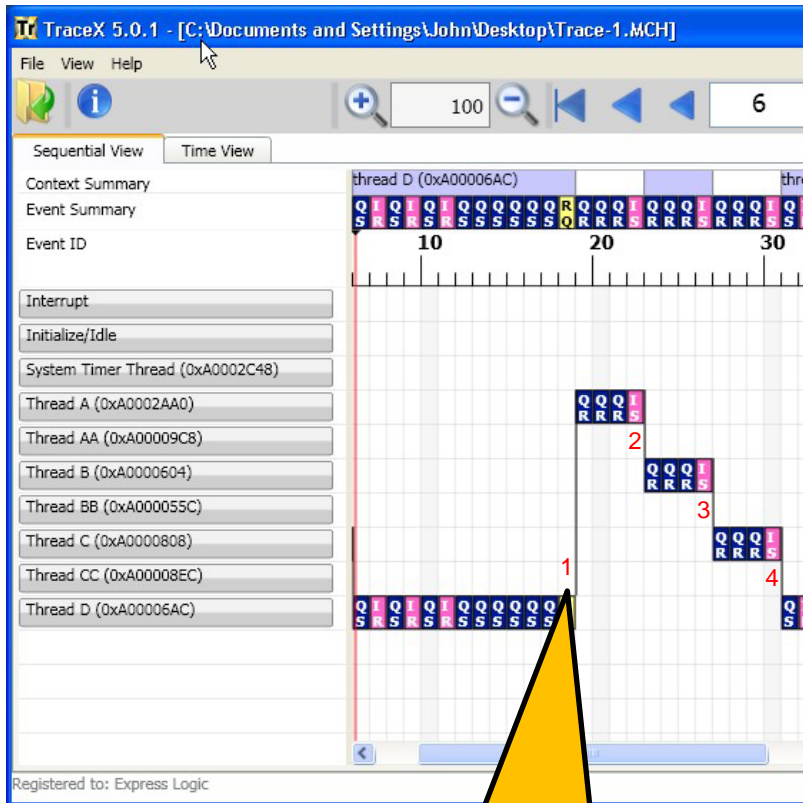 TraceX 5.0.1 - [C:\Documents and Settings\John\Desktop\Trace-1.MCH]
File View Help
100 6
Sequential View Time View
Context Summary thread D (0xA00006AC) thre
Event Summary Q I Q I Q I Q Q Q Q Q Q R Q Q Q I Q Q Q I Q Q Q I Q
S R S R S R S S S S S S Q R R R S R R R S R R R S S
Event ID 10 20 30
Interrupt
Initialize/Idle
System Timer Thread (0xA0002C48)
Thread A (0xA0002AA0) Q Q Q I
R R R S
2
Thread AA (0xA00009C8)
Thread B (0xA0000604) Q Q Q I
R R R S
3
Thread BB (0xA000055C)
Thread C (0xA0000808) Q Q Q I
R R R S
1 4
Thread CC (0xA00008EC)
Thread D (0xA00006AC) Q I Q I Q I Q Q Q Q Q Q Q
S R S R S R S S S S S S S
Registered to: Express Logic